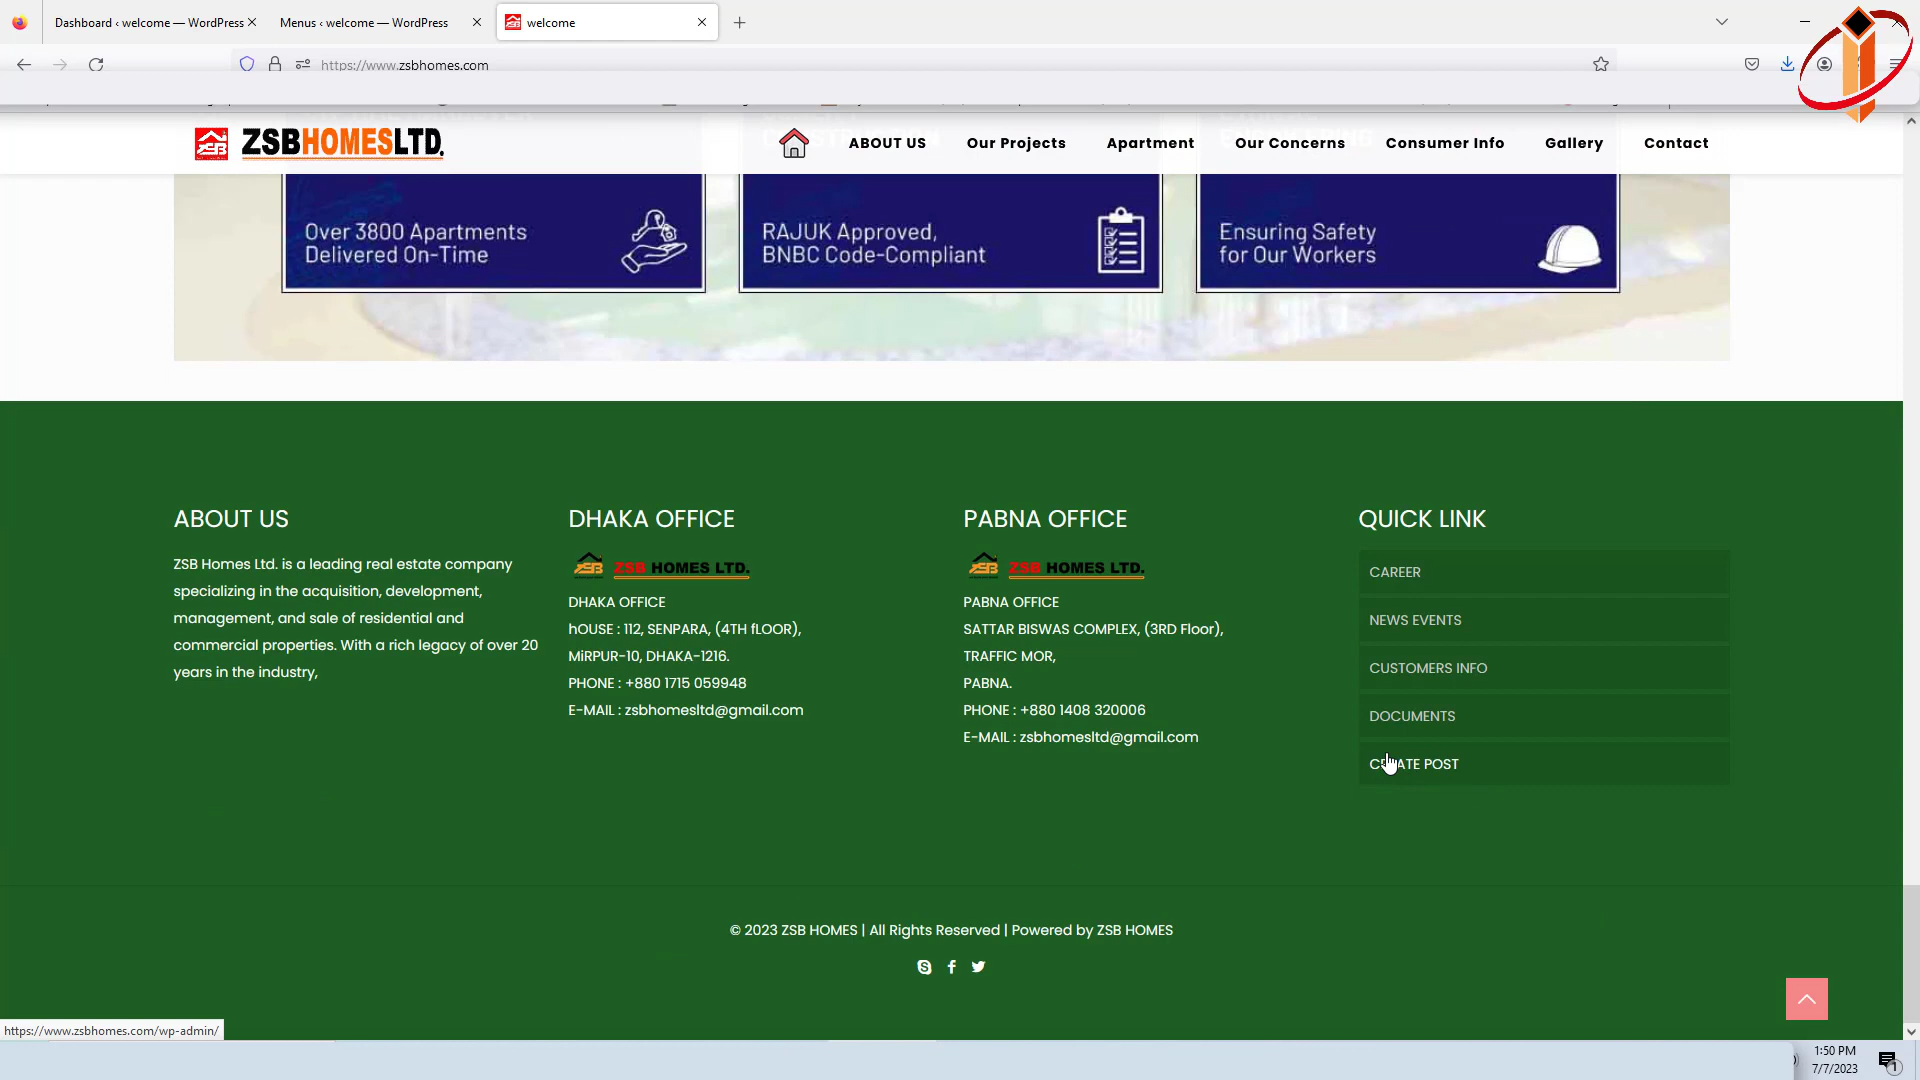 Dashboard ‹ welcome — WordPress
Menus ‹ welcome — WordPress
welcome
https://www.zsbhomes.com
ZSB
ZSBHOMESLTD.
ABOUT US
Our Projects
Apartment
Our Concerns
Consumer Info
Gallery
Contact
Over 3800 Apartments
Delivered On-Time
RAJUK Approved,
BNBC Code-Compliant
Ensuring Safety
for Our Workers
ABOUT US
ZSB Homes Ltd. is a leading real estate company
specializing in the acquisition, development,
management, and sale of residential and
commercial properties. With a rich legacy of over 20
years in the industry,
DHAKA OFFICE
ZSB ZSB HOMES LTD.
DHAKA OFFICE
hOUSE : 112, SENPARA, (4TH fLOOR),
MiRPUR-10, DHAKA-1216.
PHONE : +880 1715 059948
E-MAIL : zsbhomesltd@gmail.com
PABNA OFFICE
ZSB ZSB HOMES LTD.
PABNA OFFICE
SATTAR BISWAS COMPLEX, (3RD Floor),
TRAFFIC MOR,
PABNA.
PHONE : +880 1408 320006
E-MAIL : zsbhomesltd@gmail.com
QUICK LINK
CAREER
NEWS EVENTS
CUSTOMERS INFO
DOCUMENTS
CREATE POST
© 2023 ZSB HOMES | All Rights Reserved | Powered by ZSB HOMES
https://www.zsbhomes.com/wp-admin/
1:50 PM
7/7/2023
1